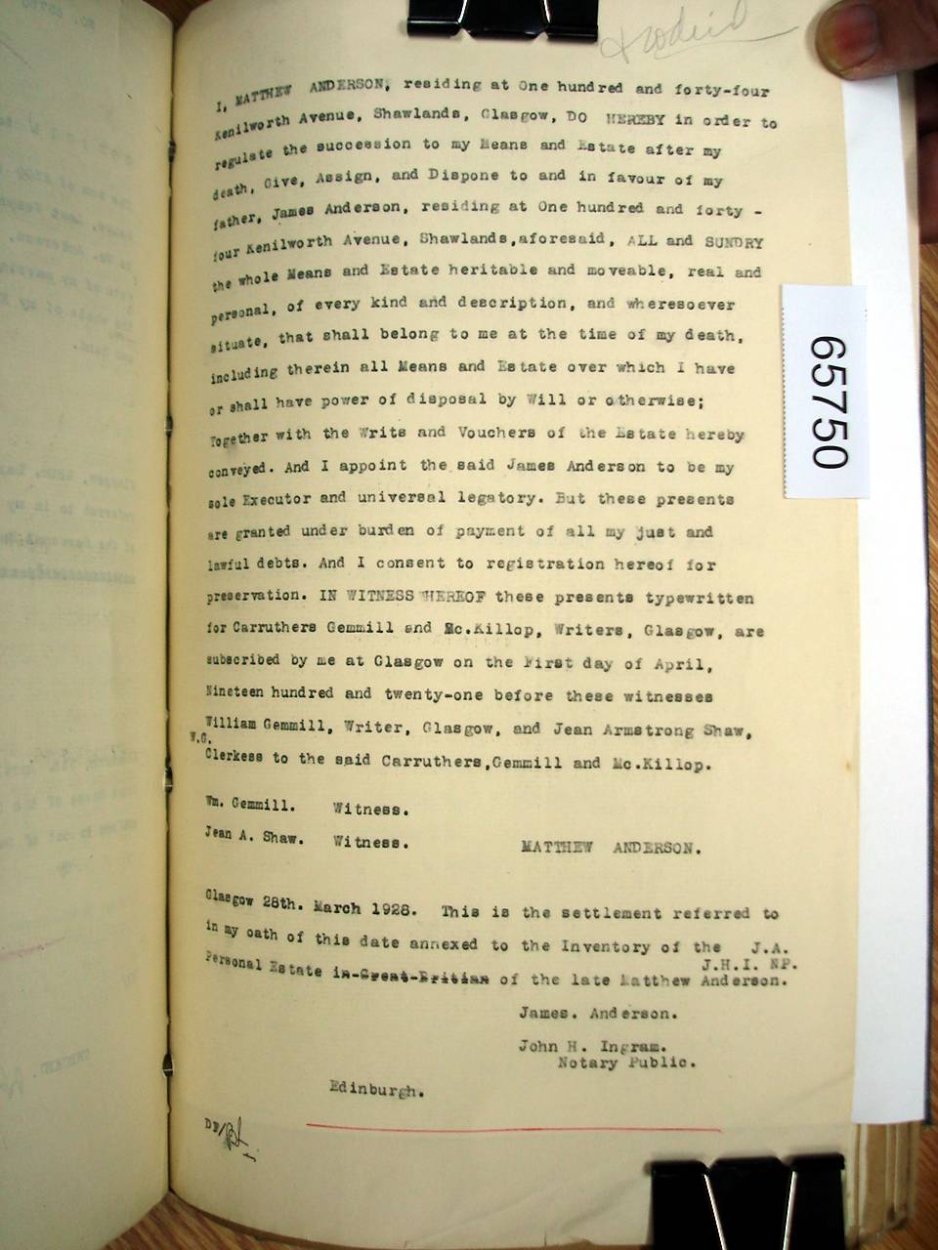 I, MATTHEW ANDERSON, residing at One hundred and forty-four
Kenilworth Avenue, Shawlands, Glasgow, DO HEREBY in order to
regulate the succession to my Means and Estate after my
death, Give, Assign, and Dispone to and in favour of my
father, James Anderson, residing at One hundred and forty -
four Kenilworth Avenue, Shawlands,aforesaid, ALL and SUNDRY
the whole Means and Estate heritable and moveable, real and
personal, of every kind and description, and wheresoever
situate, that shall belong to me at the time of my death,
including therein all Means and Estate over which I have
or shall have power of disposal by Will or otherwise;
Together with the Writs and Vouchers of the Estate hereby
conveyed. And I appoint the said James Anderson to be my
sole Executor and universal legatory. But these presents
are granted under burden of payment of all my just and
lawful debts. And I consent to registration hereof for
preservation. IN WITNESS WHEREOF these presents typewritten
for Carruthers Gemmill and Mc.Killop, Writers, Glasgow, are
subscribed by me at Glasgow on the First day of April,
Nineteen hundred and twenty-one before these witnesses
William Gemmill, Writer, Glasgow, and Jean Armstrong Shaw,
W.G.
Clerkess to the said Carruthers,Gemmill and Mc.Killop.
Wm. Gemmill. Witness.
Jean A. Shaw. Witness.
MATTHEW ANDERSON.
Glasgow 28th. March 1928. This is the settlement referred to
in my oath of this date annexed to the Inventory of the J.A.
J.H.I. NP.
Personal Estate in-Great-Britian of the late Matthew Anderson.
James. Anderson.
John H. Ingram.
Notary Public.
Edinburgh.
65750